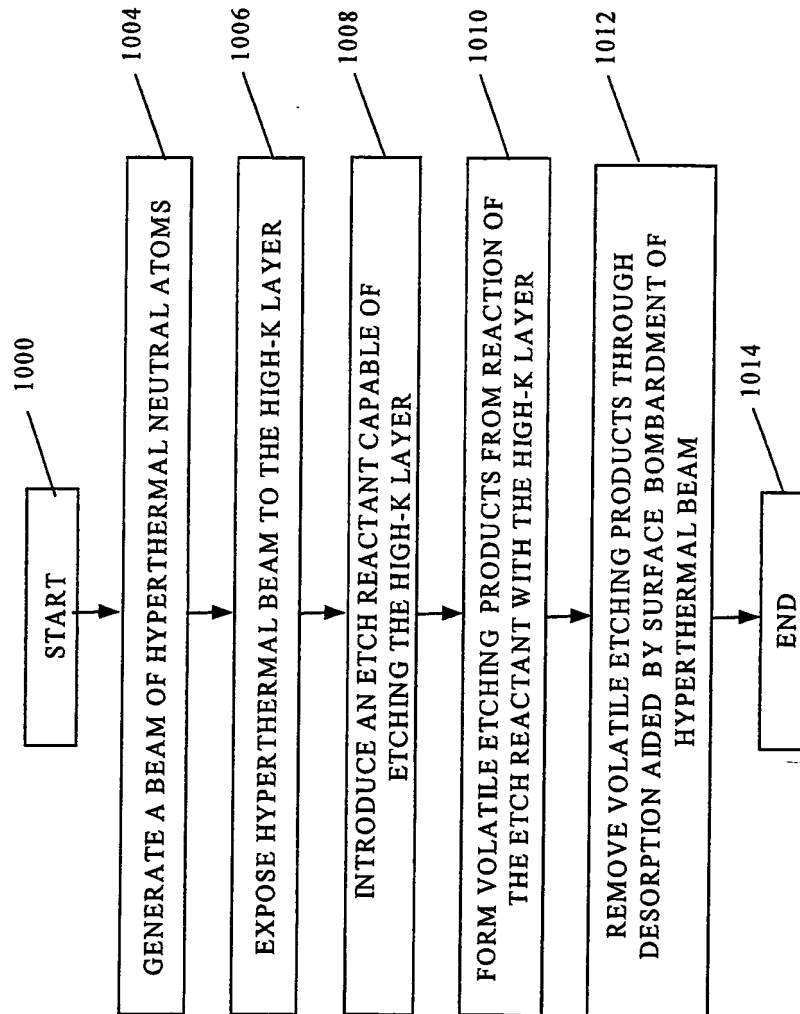 START
1000
GENERATE A BEAM OF HYPERTHERMAL NEUTRAL ATOMS
1004
EXPOSE HYPERTHERMAL BEAM TO THE HIGH-K LAYER
1006
INTRODUCE AN ETCH REACTANT CAPABLE OF
ETCHING THE HIGH-K LAYER
1008
FORM VOLATILE ETCHING PRODUCTS FROM REACTION OF
THE ETCH REACTANT WITH THE HIGH-K LAYER
1010
REMOVE VOLATILE ETCHING PRODUCTS THROUGH
DESORPTION AIDED BY SURFACE BOMBARDMENT OF
HYPERTHERMAL BEAM
1012
END
1014